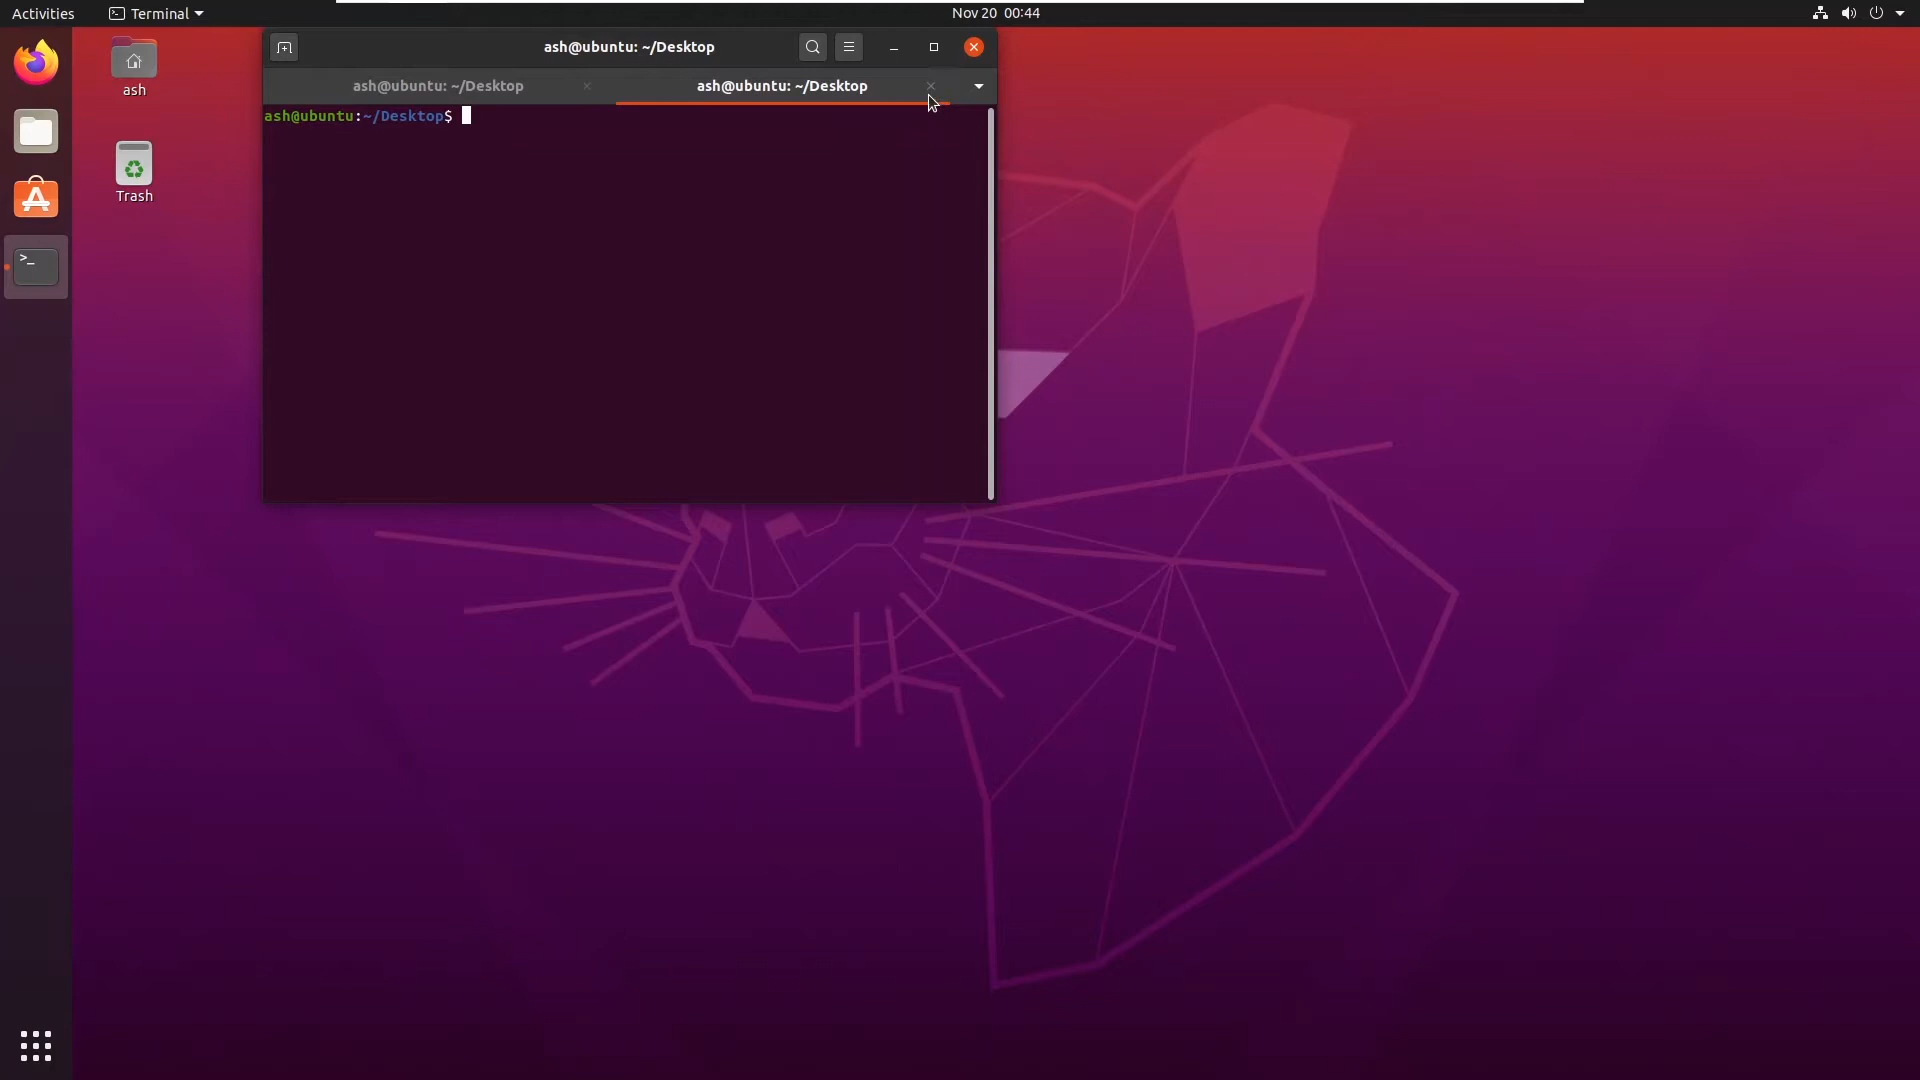 Activities
Terminal
Nov 20 00:44
ash
Trash
ash@ubuntu: ~/Desktop
ash@ubuntu: ~/Desktop
ash@ubuntu: ~/Desktop
ash@ubuntu:~/Desktop$